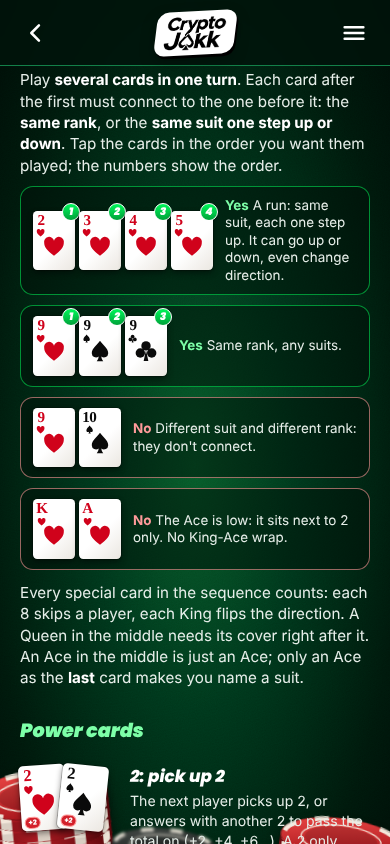 Crypto
Jokk
Play several cards in one turn. Each card after
the first must connect to the one before it: the
same rank, or the same suit one step up or
down. Tap the cards in the order you want them
played; the numbers show the order.
2 1 3 2 4 3 5 4
Yes A run: same
suit, each one step
up. It can go up or
down, even change
direction.
9 1 9 2 9 3
Yes Same rank, any suits.
9 10
No Different suit and different rank:
they don't connect.
K A
No The Ace is low: it sits next to 2
only. No King-Ace wrap.
Every special card in the sequence counts: each
8 skips a player, each King flips the direction. A
Queen in the middle needs its cover right after it.
An Ace in the middle is just an Ace; only an Ace
as the last card makes you name a suit.
Power cards
2 +2 2 +2
2: pick up 2
The next player picks up 2, or
answers with another 2 to pass the
total on (+2, +4, +6...). A 2 only